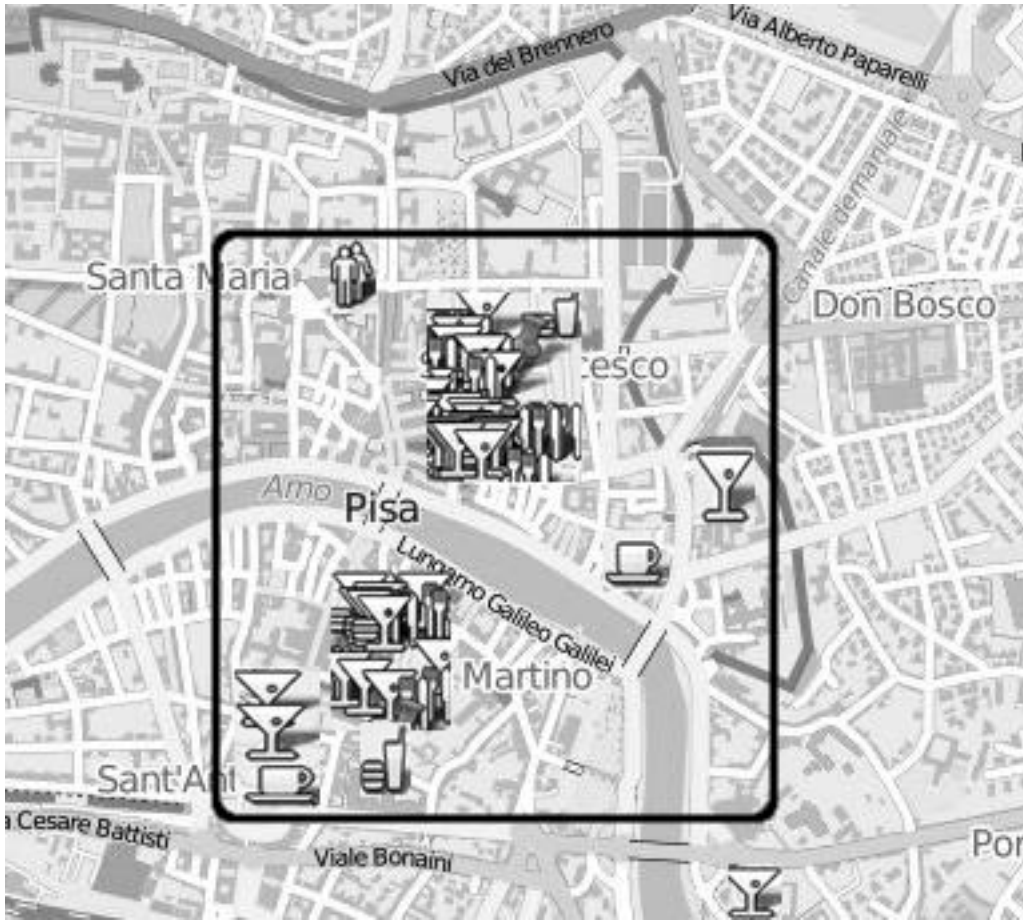 Via del Brennero
Via Alberto Paparelli
Canale demaniale
Santa Maria
Don Bosco
cesco
Arno
Pisa
Lungarno Galileo Galilei
Martino
Sant'An
a Cesare Battisti
Viale Bonaini
Por